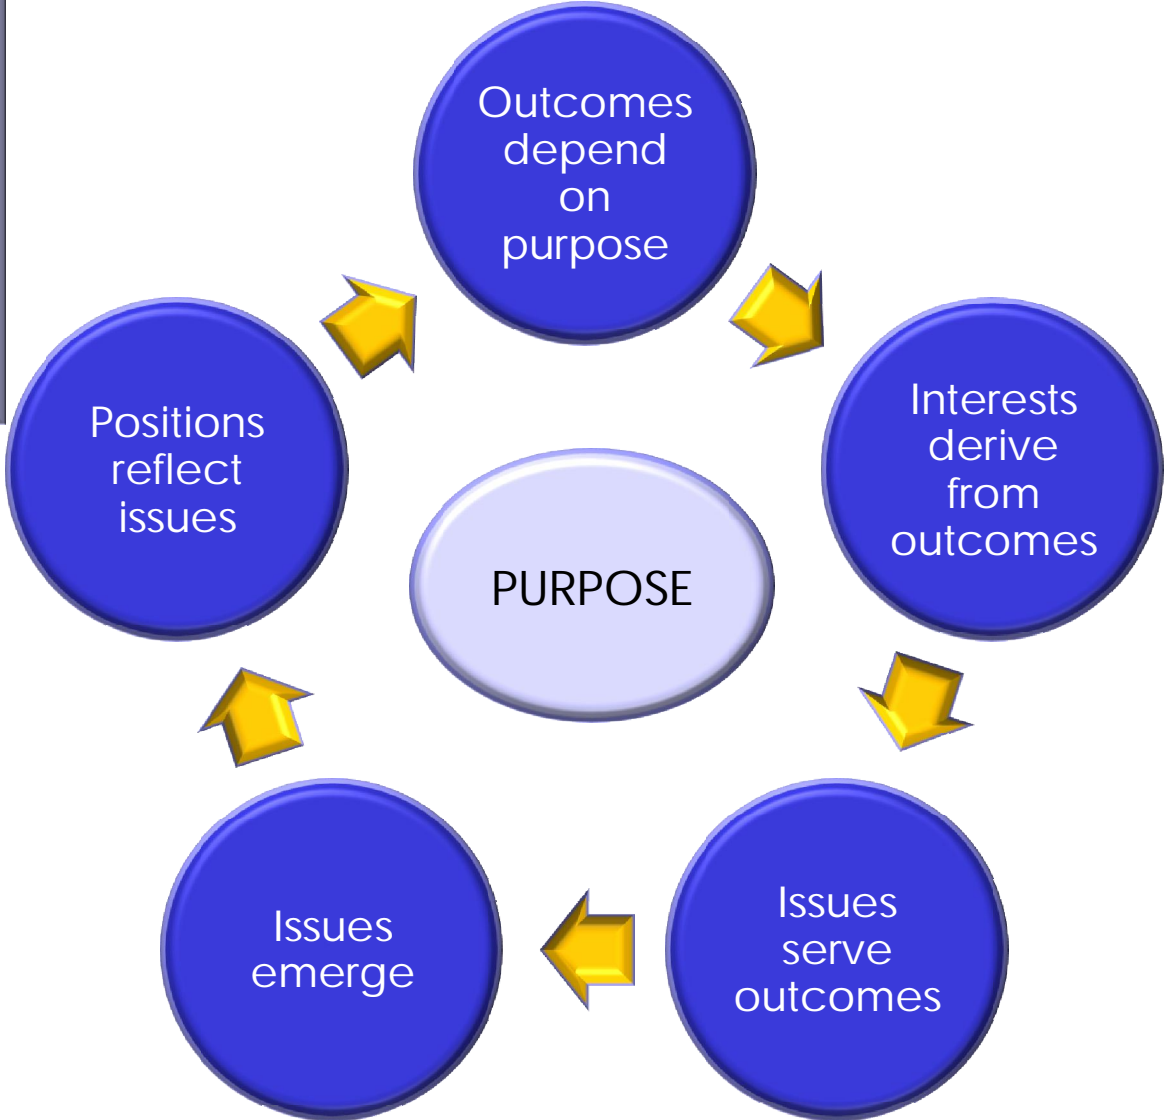 Outcomes
depend
on
purpose
Interests
derive
from
outcomes
Issues
serve
outcomes
Issues
emerge
Positions
reflect
issues
PURPOSE